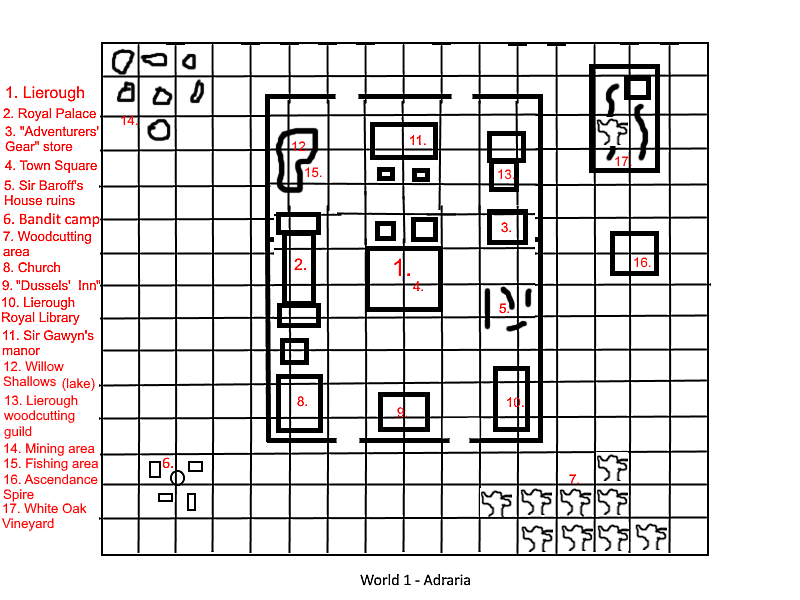 1. Lierough
2. Royal Palace
3. "Adventurers'
Gear" store
4. Town Square
5. Sir Baroff's
House ruins
6. Bandit camp
7. Woodcutting
area
8. Church
9. "Dussels' Inn"
10. Lierough
Royal Library
11. Sir Gawyn's
manor
12. Willow
Shallows (lake)
13. Lierough
woodcutting
guild
14. Mining area
15. Fishing area
16. Ascendance
Spire
17. White Oak
Vineyard
14.
12.
11.
17.
15.
13.
3.
2.
1.
16.
4.
5.
8.
9.
10.
6.
7.
World 1 - Adraria